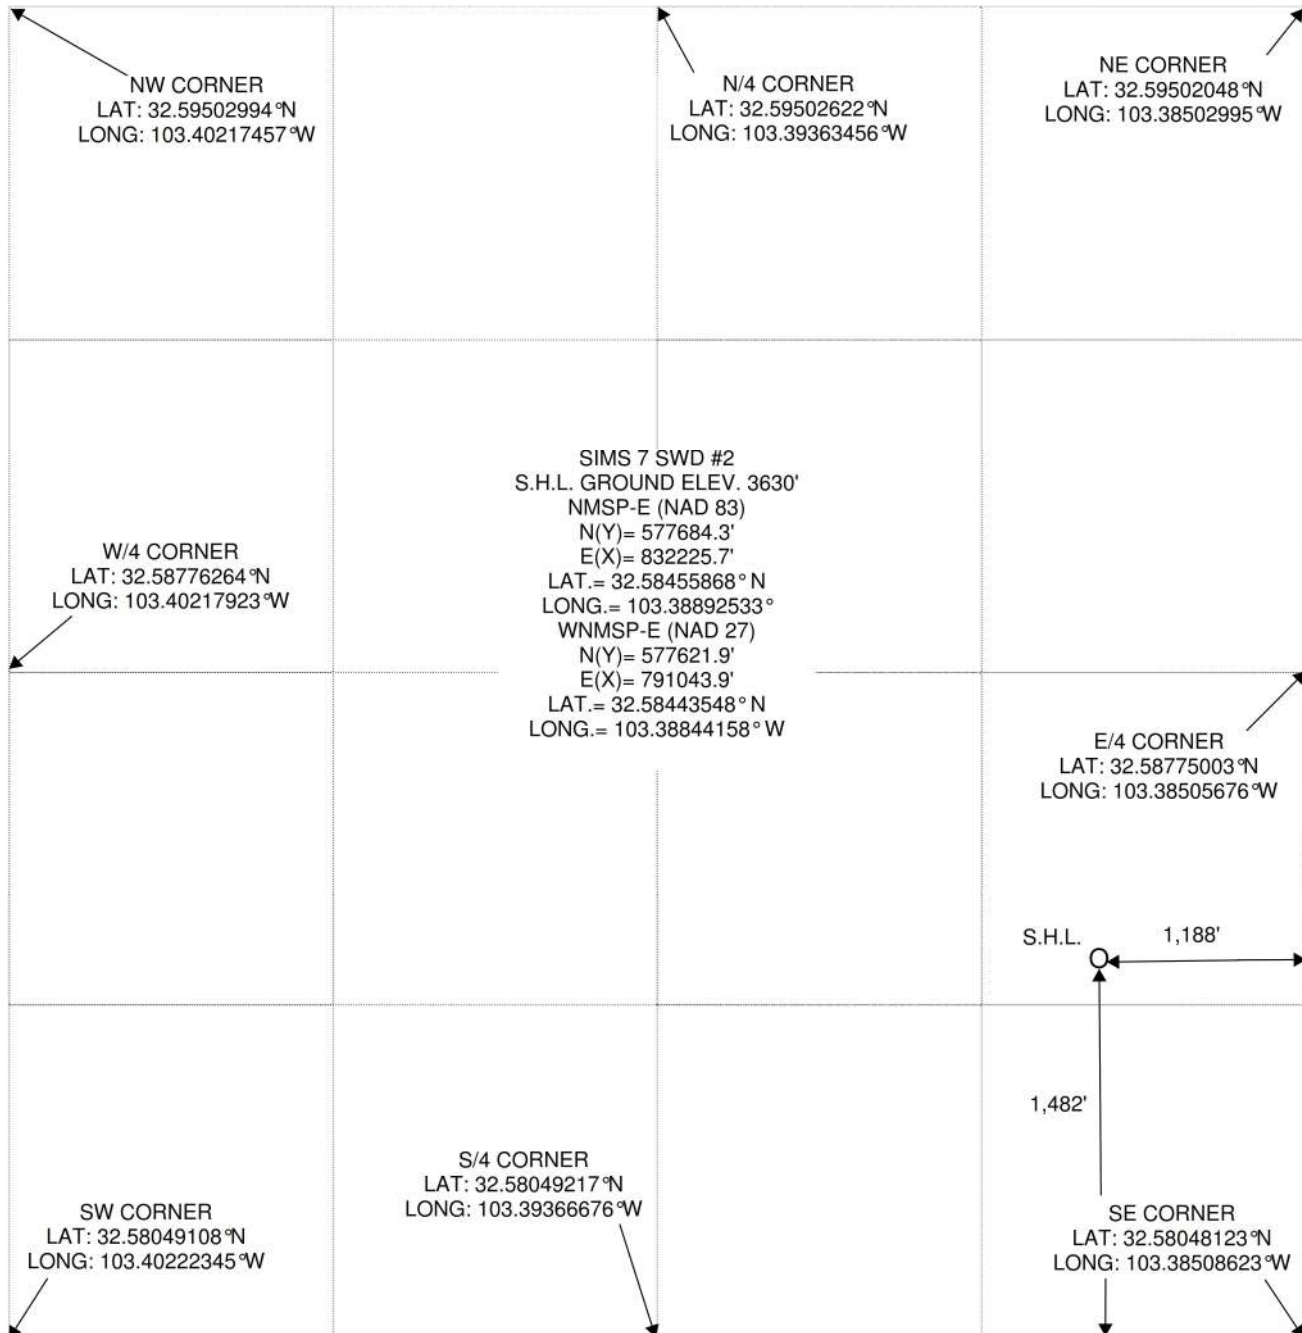 NW CORNER
LAT: 32.59502994°N
LONG: 103.40217457°W
N/4 CORNER
LAT: 32.59502622°N
LONG: 103.39363456°W
NE CORNER
LAT: 32.59502048°N
LONG: 103.38502995°W
SIMS 7 SWD #2
S.H.L. GROUND ELEV. 3630'
NMSP-E (NAD 83)
N(Y)= 577684.3'
E(X)= 832225.7'
LAT.= 32.58455868° N
LONG.= 103.38892533°
WNMSP-E (NAD 27)
N(Y)= 577621.9'
E(X)= 791043.9'
LAT.= 32.58443548° N
LONG.= 103.38844158° W
W/4 CORNER
LAT: 32.58776264°N
LONG: 103.40217923°W
E/4 CORNER
LAT: 32.58775003°N
LONG: 103.38505676°W
S.H.L.
1,188'
1,482'
S/4 CORNER
LAT: 32.58049217°N
LONG: 103.39366676°W
SW CORNER
LAT: 32.58049108°N
LONG: 103.40222345°W
SE CORNER
LAT: 32.58048123°N
LONG: 103.38508623°W